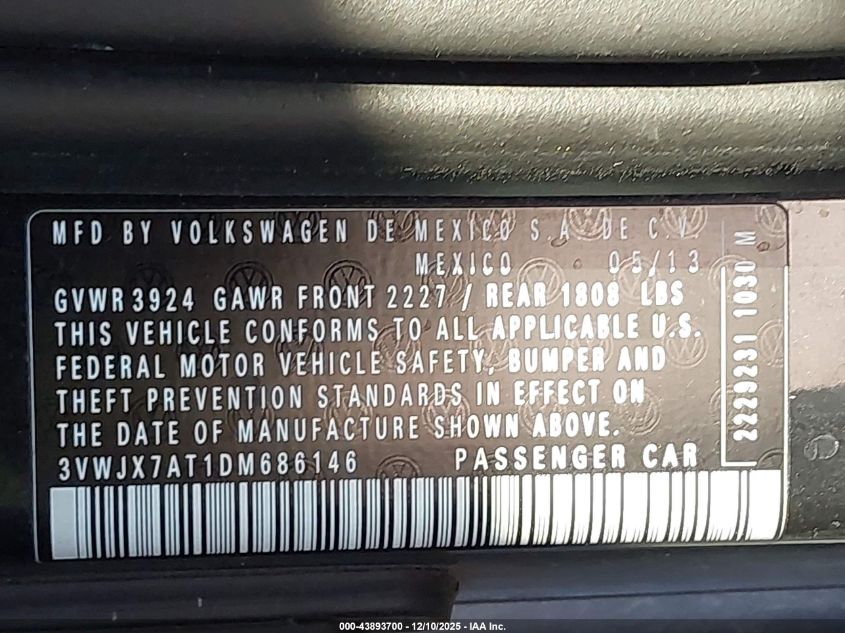 MFD BY VOLKSWAGEN DE MEXICO S.A. DE C.V.
MEXICO 05/13
GVWR 3924 GAWR FRONT 2227 / REAR 1808 LBS
THIS VEHICLE CONFORMS TO ALL APPLICABLE U.S.
FEDERAL MOTOR VEHICLE SAFETY, BUMPER AND
THEFT PREVENTION STANDARDS IN EFFECT ON
THE DATE OF MANUFACTURE SHOWN ABOVE.
3VWJX7AT1DM686146 PASSENGER CAR
2229231 1030 M
000-43893700 - 12/10/2025 - IAA Inc.